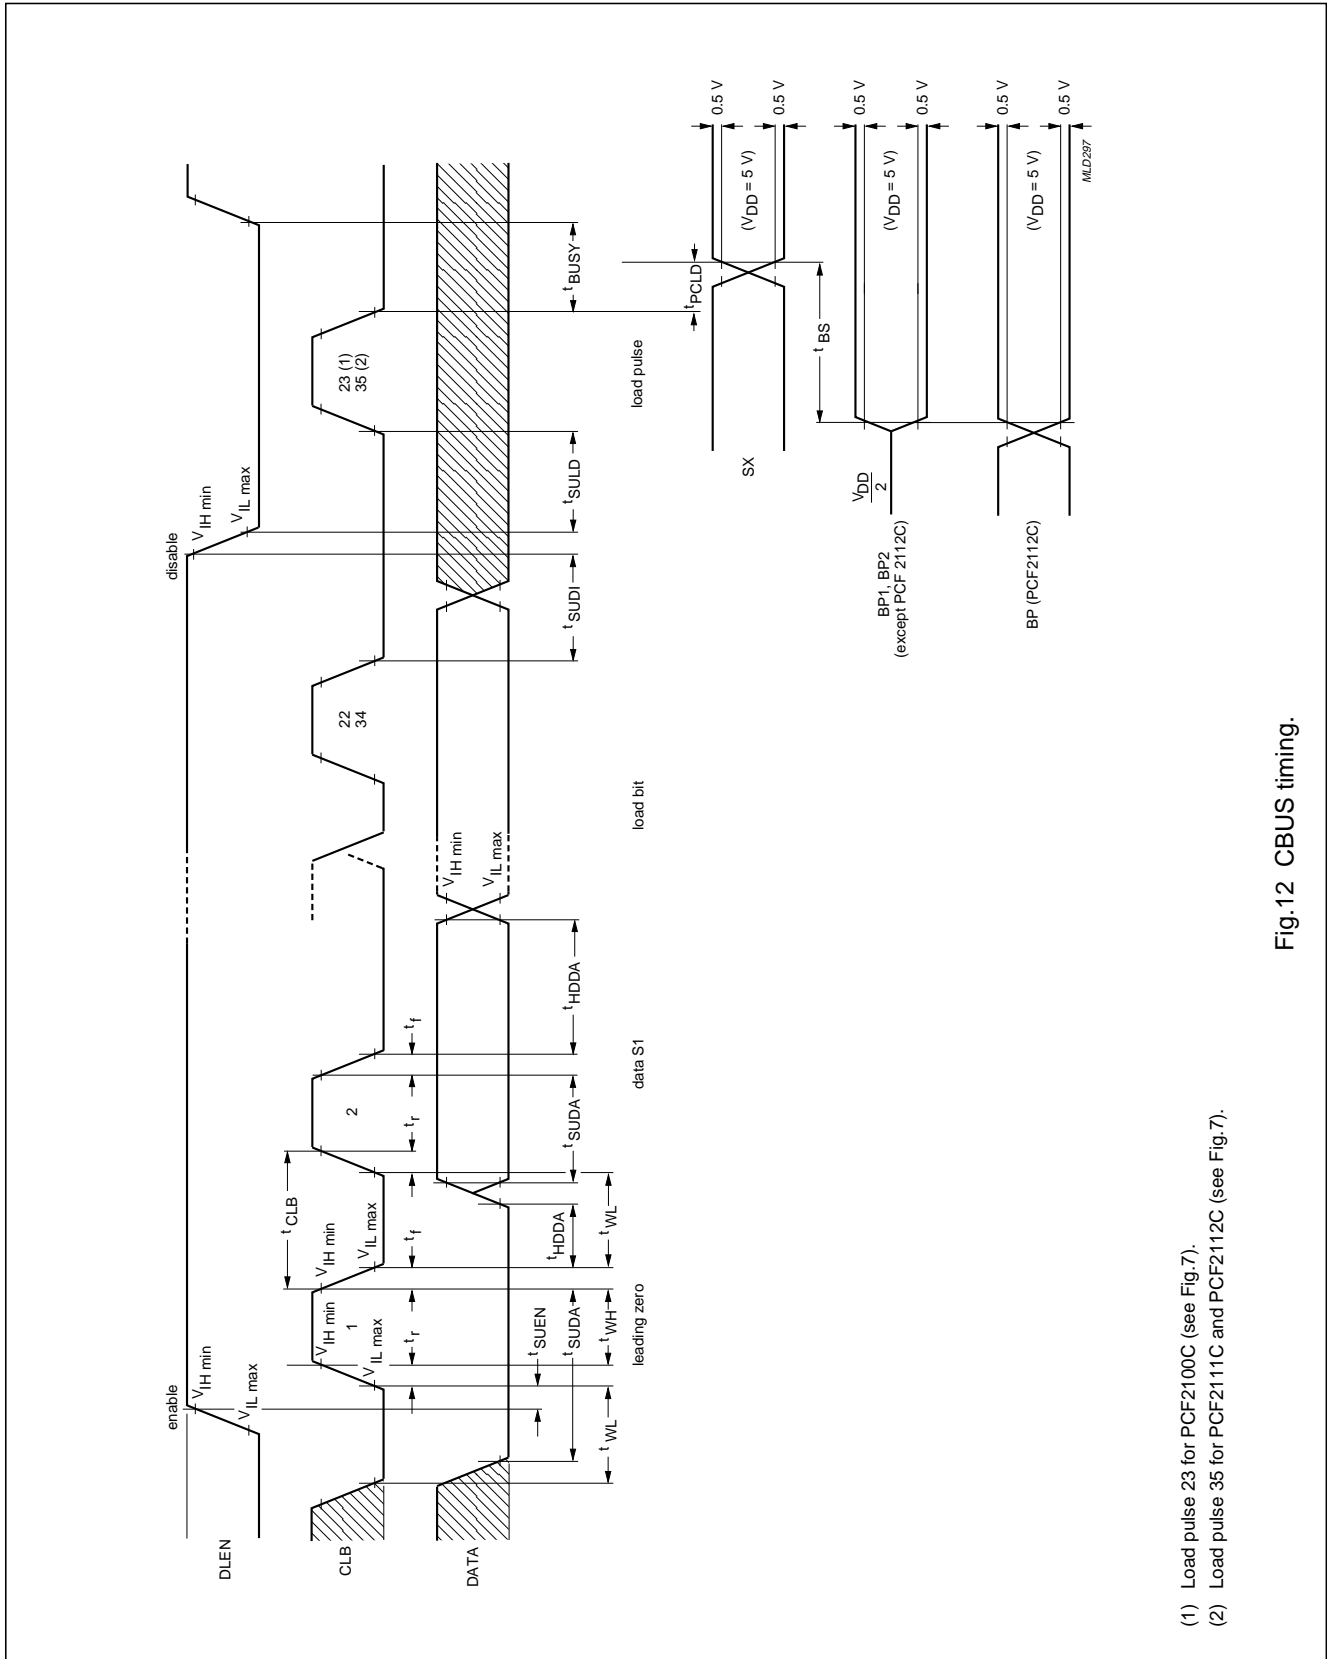 DLEN
enable
V IH min
V IL max
disable
V IH min
V IL max
CLB
V IH min
1
V IL max
V IH min
V IL max
t CLB
2
22
34
23 (1)
35 (2)
t r
t f
t r
t f
DATA
V IH min
V IL max
t SUEN
t SUDA
t HDDA
t SUDA
t HDDA
t SUDI
t SULD
t BUSY
t WL
t WH
t WL
leading zero
data S1
load bit
load pulse
t PCLD
SX
(VDD = 5 V)
0.5 V
0.5 V
t BS
VDD
2
BP1, BP2
(except PCF 2112C)
(VDD = 5 V)
0.5 V
0.5 V
BP (PCF2112C)
(VDD = 5 V)
0.5 V
0.5 V
MLD297
(1) Load pulse 23 for PCF2100C (see Fig.7).
(2) Load pulse 35 for PCF2111C and PCF2112C (see Fig.7).
Fig.12 CBUS timing.